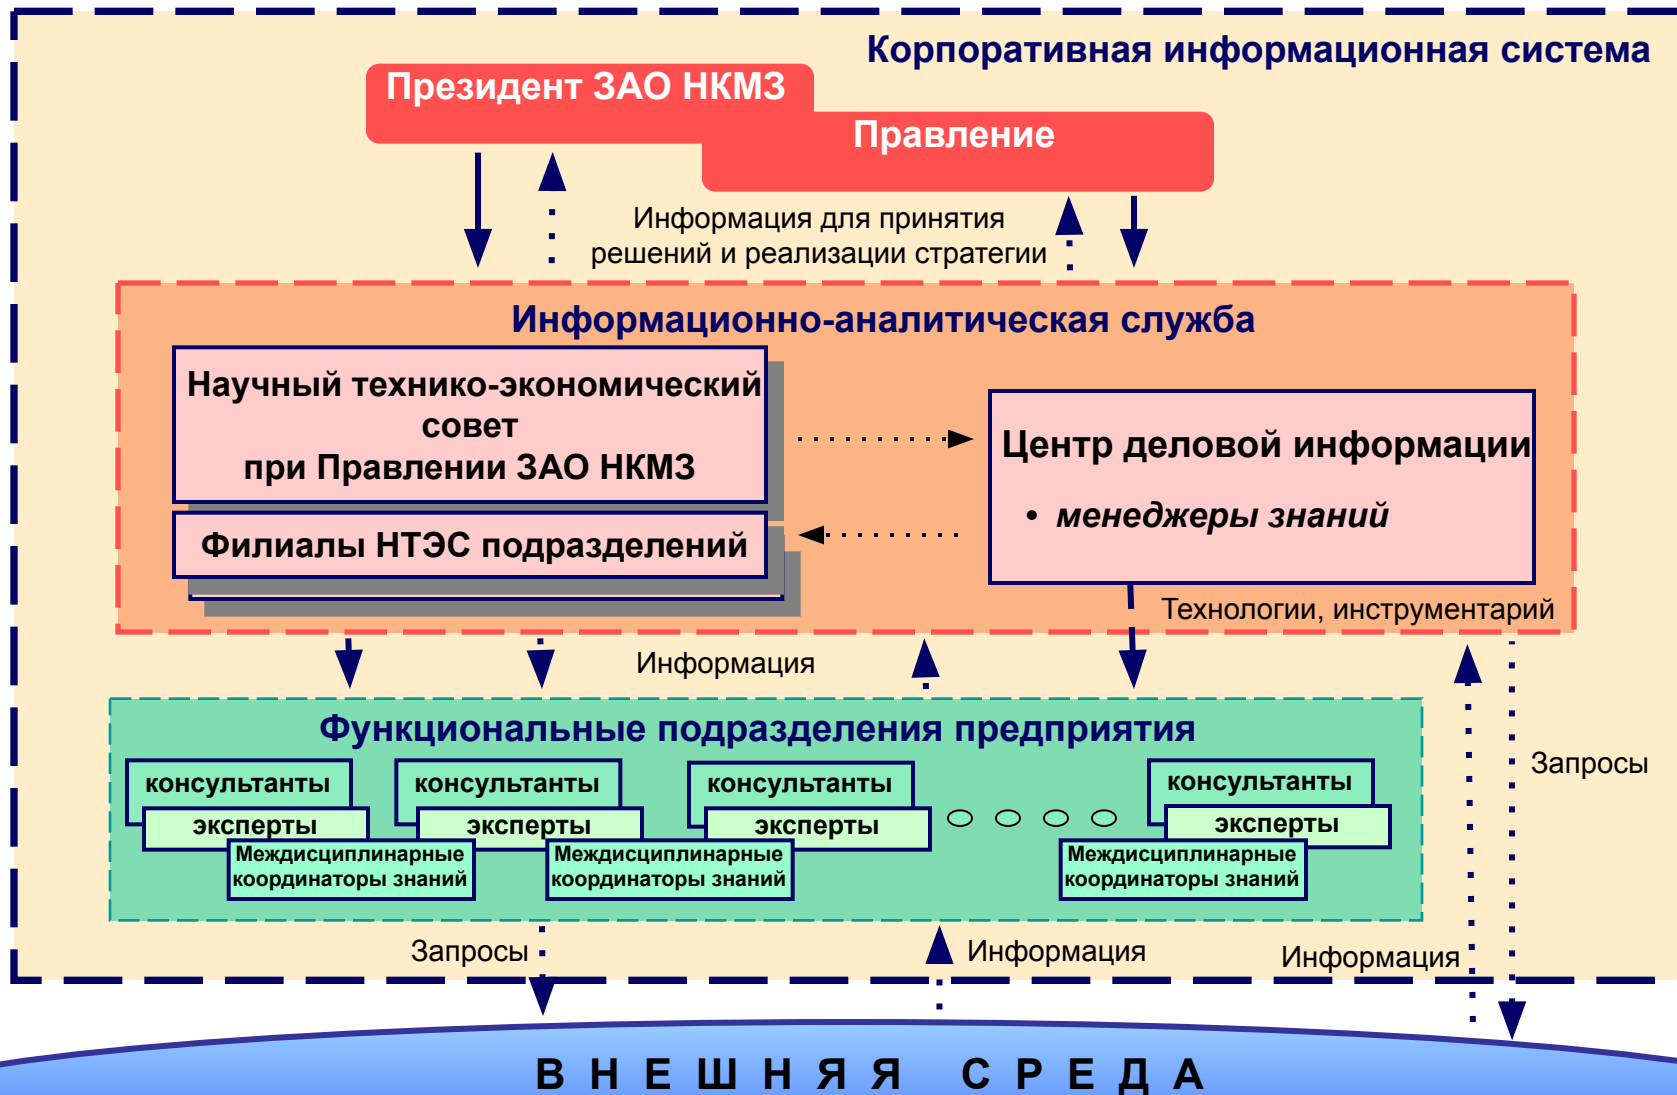 Корпоративная информационная система
Президент ЗАО НКМЗ
Правление
Информация для принятия
решений и реализации стратегии
Информационно-аналитическая служба
Научный технико-экономический
совет
при Правлении ЗАО НКМЗ
Филиалы НТЭС подразделений
Центр деловой информации
• менеджеры знаний
Технологии, инструментарий
Информация
Функциональные подразделения предприятия
консультанты
эксперты
Междисциплинарные
координаторы знаний
консультанты
эксперты
Междисциплинарные
координаторы знаний
консультанты
эксперты
консультанты
эксперты
Междисциплинарные
координаторы знаний
Запросы
Запросы
Информация
Информация
ВНЕШНЯЯ СРЕДА